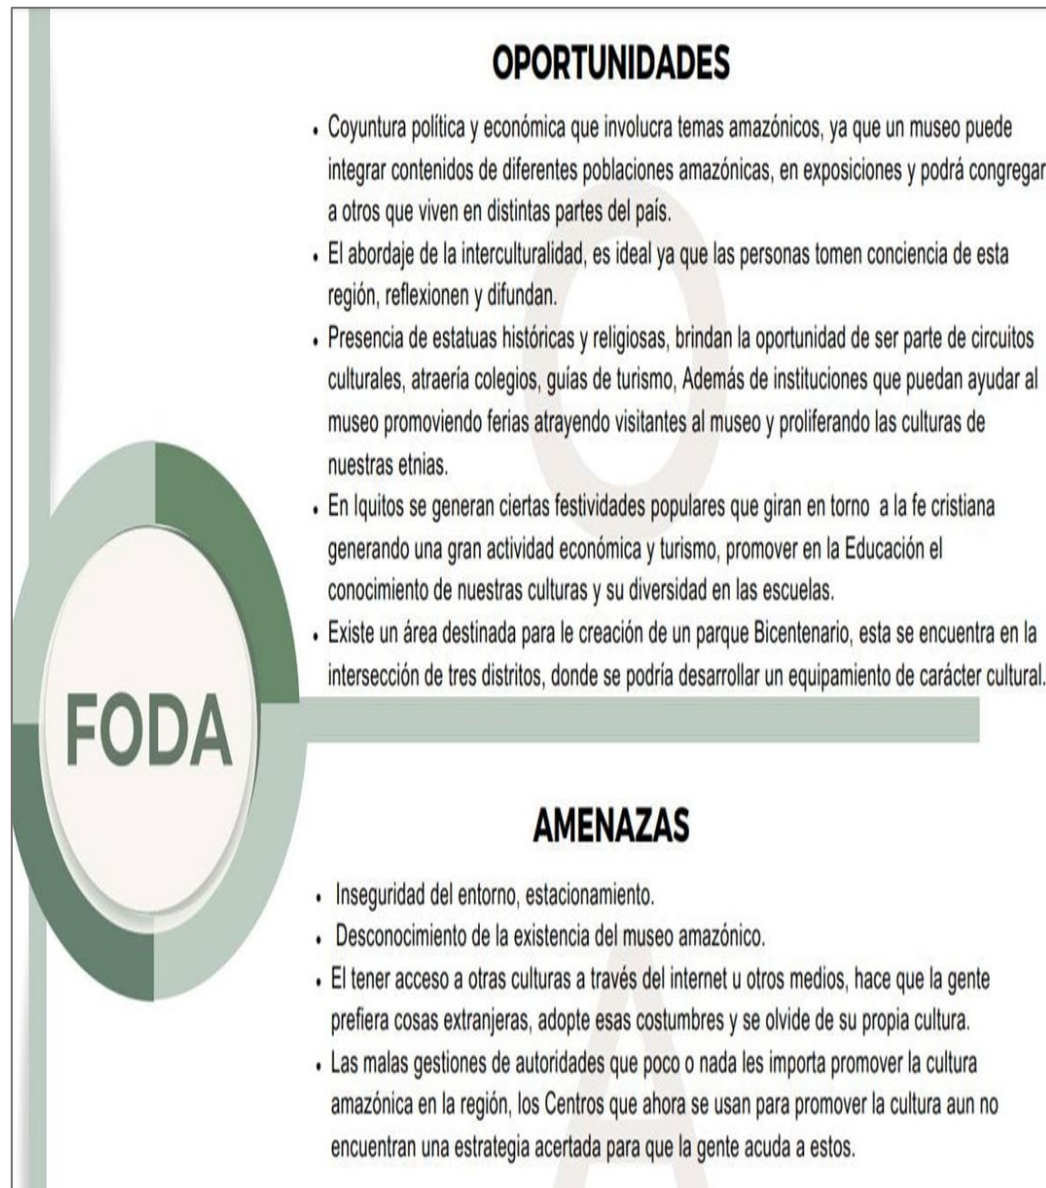 OPORTUNIDADES
• Coyuntura política y económica que involucra temas amazónicos, ya que un museo puede
integrar contenidos de diferentes poblaciones amazónicas, en exposiciones y podrá congregar
a otros que viven en distintas partes del país.
• El abordaje de la interculturalidad, es ideal ya que las personas tomen conciencia de esta
región, reflexionen y difundan.
• Presencia de estatuas históricas y religiosas, brindan la oportunidad de ser parte de circuitos
culturales, atraería colegios, guías de turismo, Además de instituciones que puedan ayudar al
museo promoviendo ferias atrayendo visitantes al museo y proliferando las culturas de
nuestras etnias.
• En Iquitos se generan ciertas festividades populares que giran en torno a la fe cristiana
generando una gran actividad económica y turismo, promover en la Educación el
conocimiento de nuestras culturas y su diversidad en las escuelas.
• Existe un área destinada para le creación de un parque Bicentenario, esta se encuentra en la
intersección de tres distritos, donde se podría desarrollar un equipamiento de carácter cultural.
FODA
AMENAZAS
• Inseguridad del entorno, estacionamiento.
• Desconocimiento de la existencia del museo amazónico.
• El tener acceso a otras culturas a través del internet u otros medios, hace que la gente
prefiera cosas extranjeras, adopte esas costumbres y se olvide de su propia cultura.
• Las malas gestiones de autoridades que poco o nada les importa promover la cultura
amazónica en la región, los Centros que ahora se usan para promover la cultura aun no
encuentran una estrategia acertada para que la gente acuda a estos.
O
A